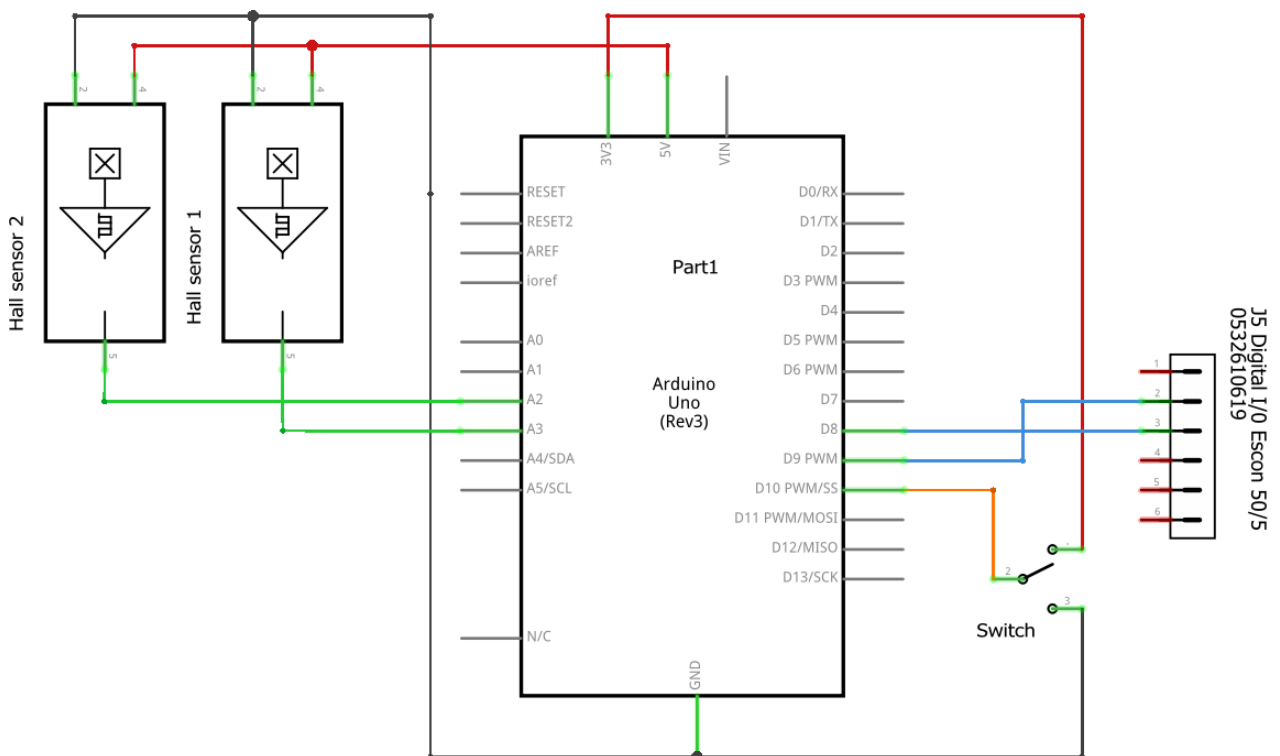 2
4
2
4
Hall sensor 2
Hall sensor 1
5
5
3V3
5V
VIN
RESET
RESET2
AREF
ioref
A0
A1
A2
A3
A4/SDA
A5/SCL
N/C
Part1
Arduino
Uno
(Rev3)
D0/RX
D1/TX
D2
D3 PWM
D4
D5 PWM
D6 PWM
D7
D8
D9 PWM
D10 PWM/SS
D11 PWM/MOSI
D12/MISO
D13/SCK
GND
J5 Digital I/0 Escon 50/5
0532610619
1
2
3
4
5
6
2
3
Switch